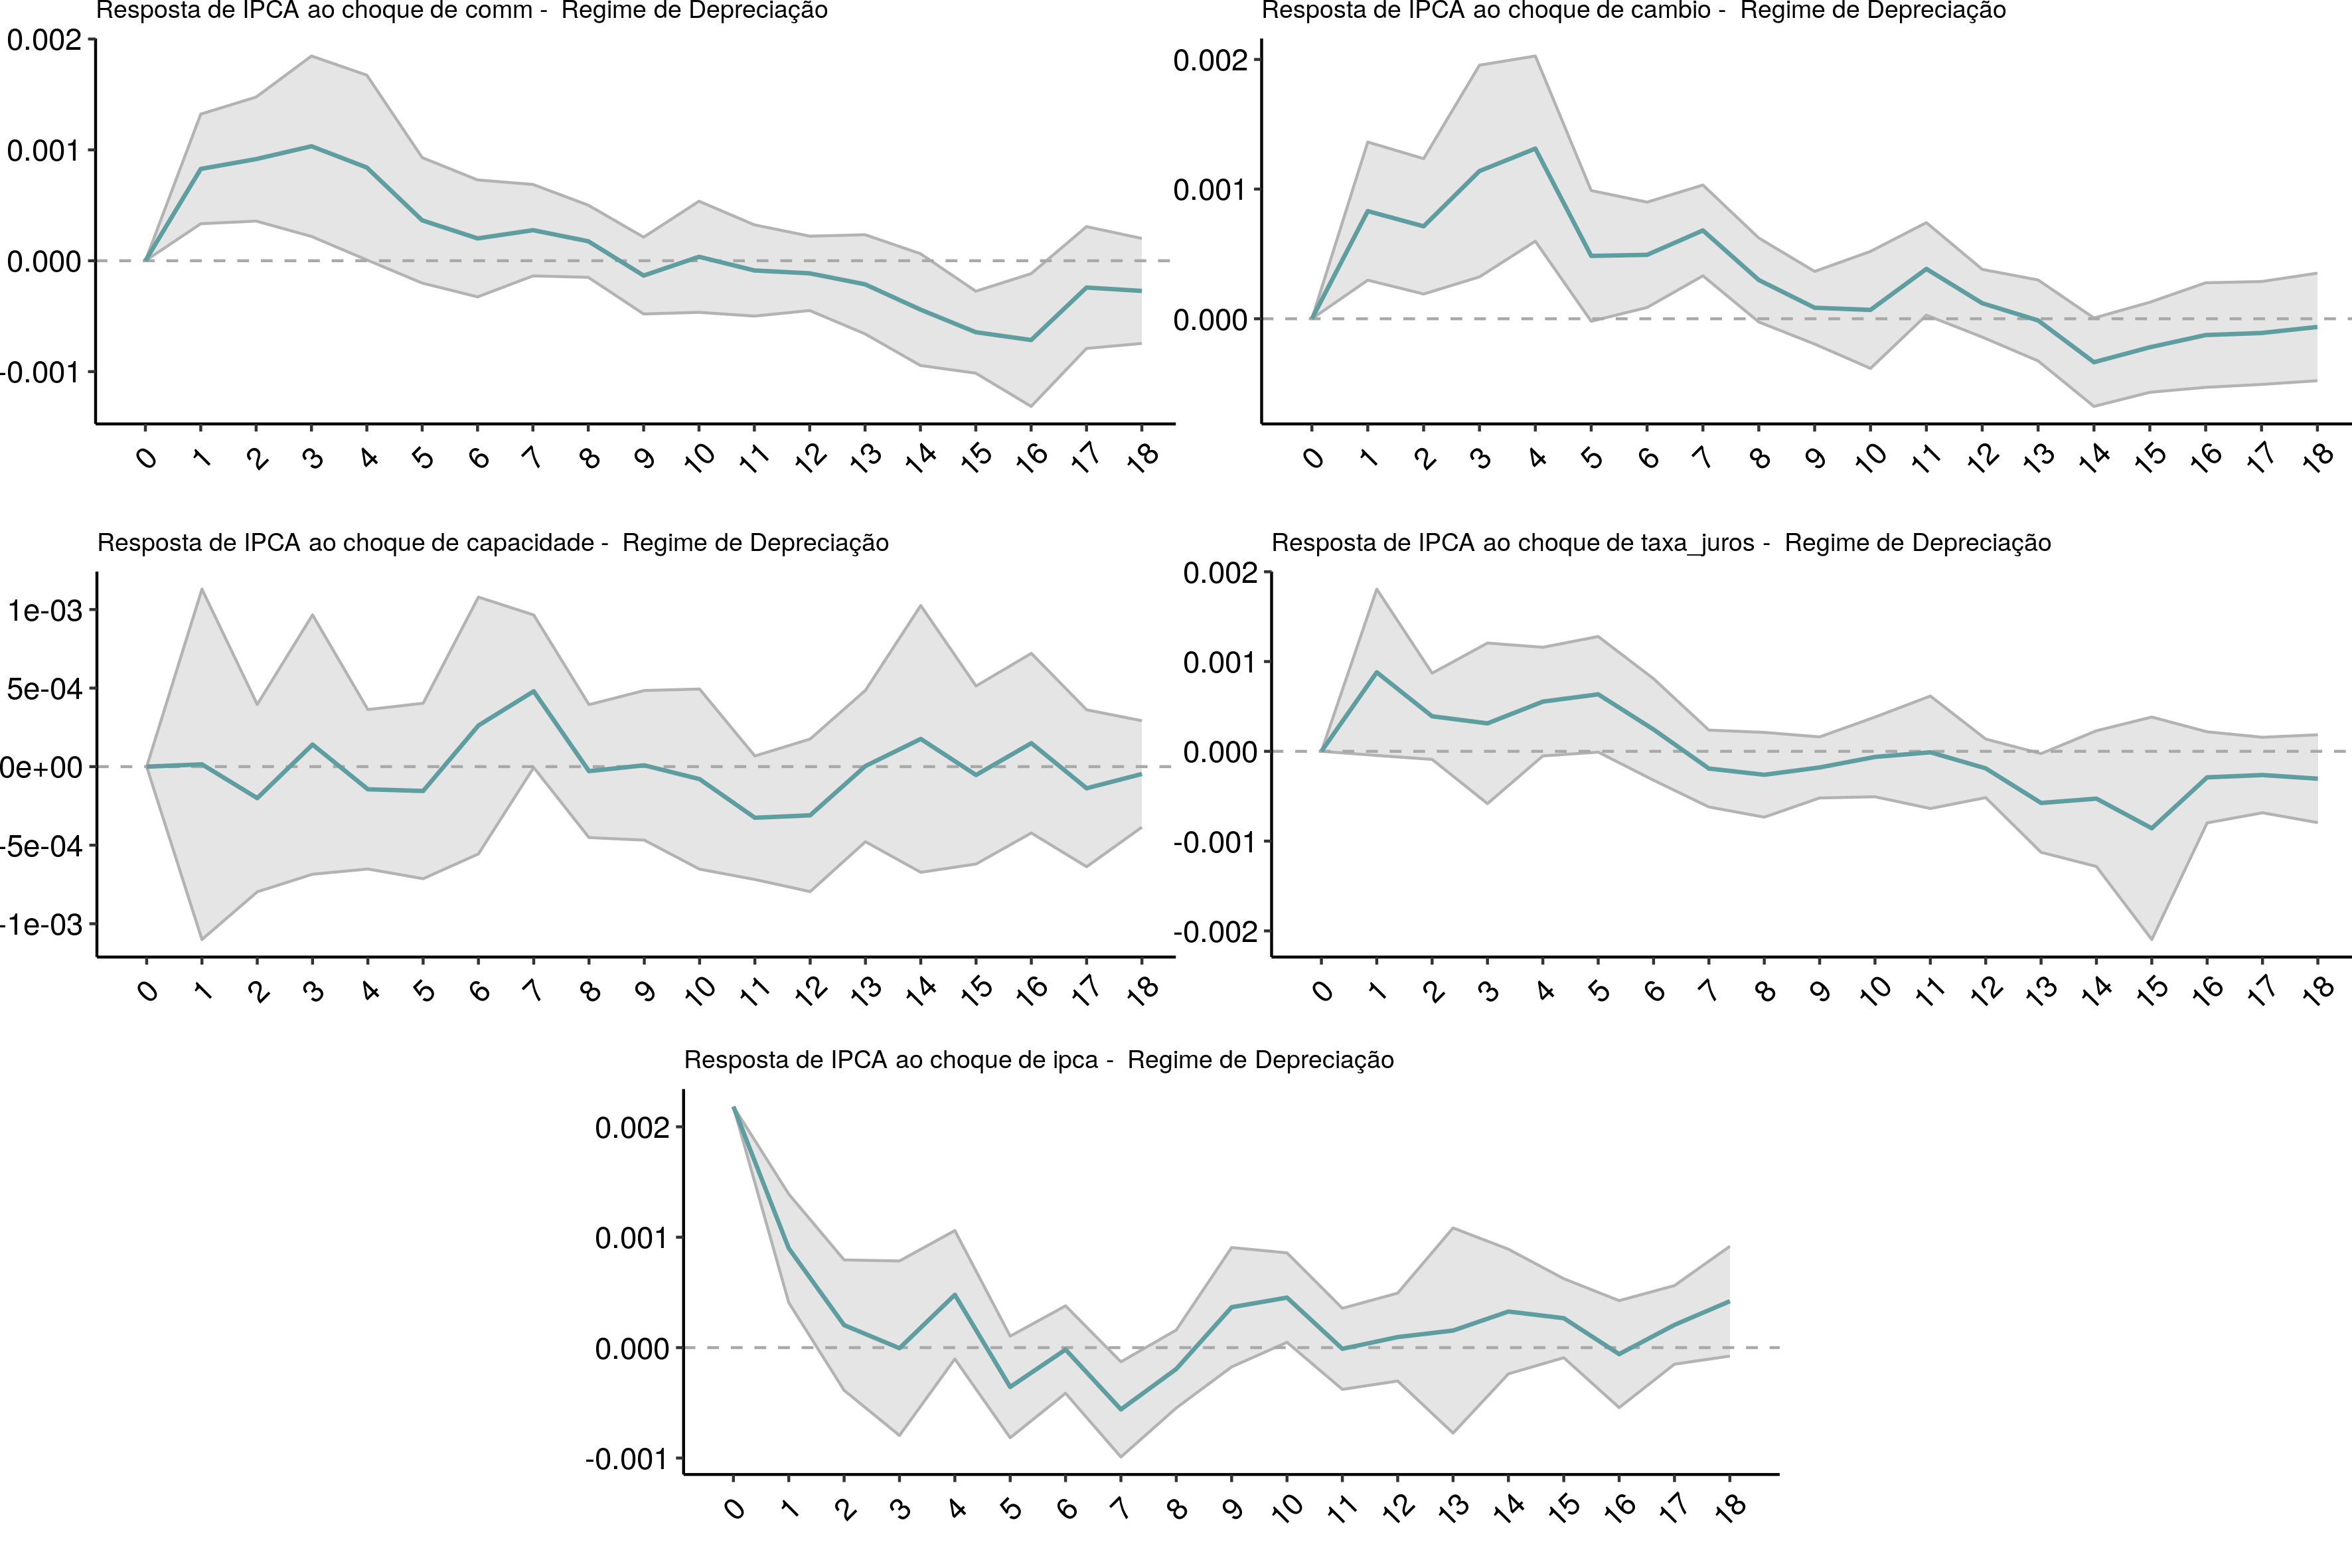 Resposta de IPCA ao choque de comm -  Regime de Depreciação
0.002
0.001
0.000
-0.001
0 1 2 3 4 5 6 7 8 9 10 11 12 13 14 15 16 17 18
Resposta de IPCA ao choque de cambio -  Regime de Depreciação
0.002
0.001
0.000
0 1 2 3 4 5 6 7 8 9 10 11 12 13 14 15 16 17 18
Resposta de IPCA ao choque de capacidade -  Regime de Depreciação
1e-03
5e-04
0e+00
-5e-04
-1e-03
0 1 2 3 4 5 6 7 8 9 10 11 12 13 14 15 16 17 18
Resposta de IPCA ao choque de taxa_juros -  Regime de Depreciação
0.002
0.001
0.000
-0.001
-0.002
0 1 2 3 4 5 6 7 8 9 10 11 12 13 14 15 16 17 18
Resposta de IPCA ao choque de ipca -  Regime de Depreciação
0.002
0.001
0.000
-0.001
0 1 2 3 4 5 6 7 8 9 10 11 12 13 14 15 16 17 18